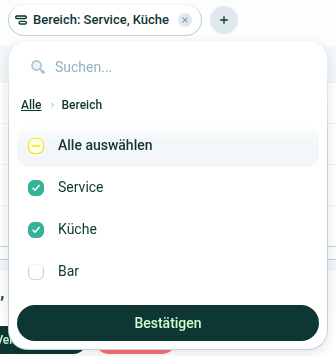 Bereich: Service, Küche
Suchen...
Alle › Bereich
Alle auswählen
Service
Küche
Bar
Bestätigen